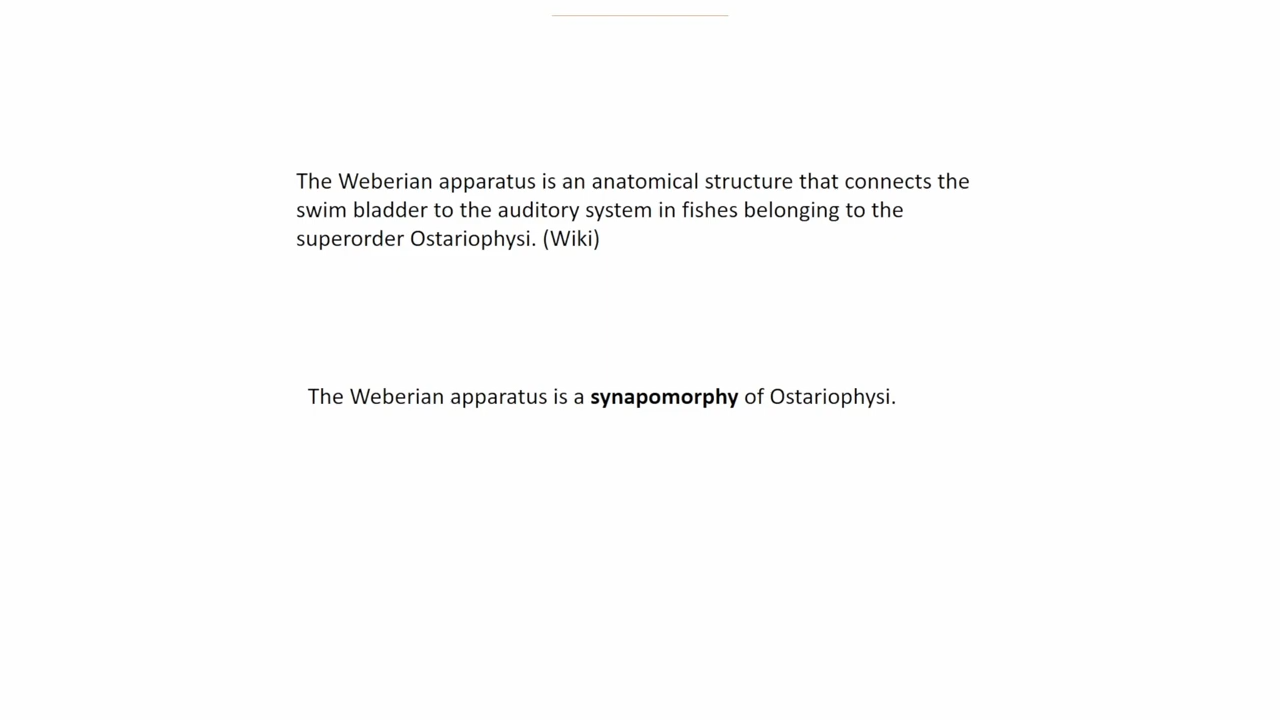 The Weberian apparatus is an anatomical structure that connects the
swim bladder to the auditory system in fishes belonging to the
superorder Ostariophysi. (Wiki)
The Weberian apparatus is a synapomorphy of Ostariophysi.